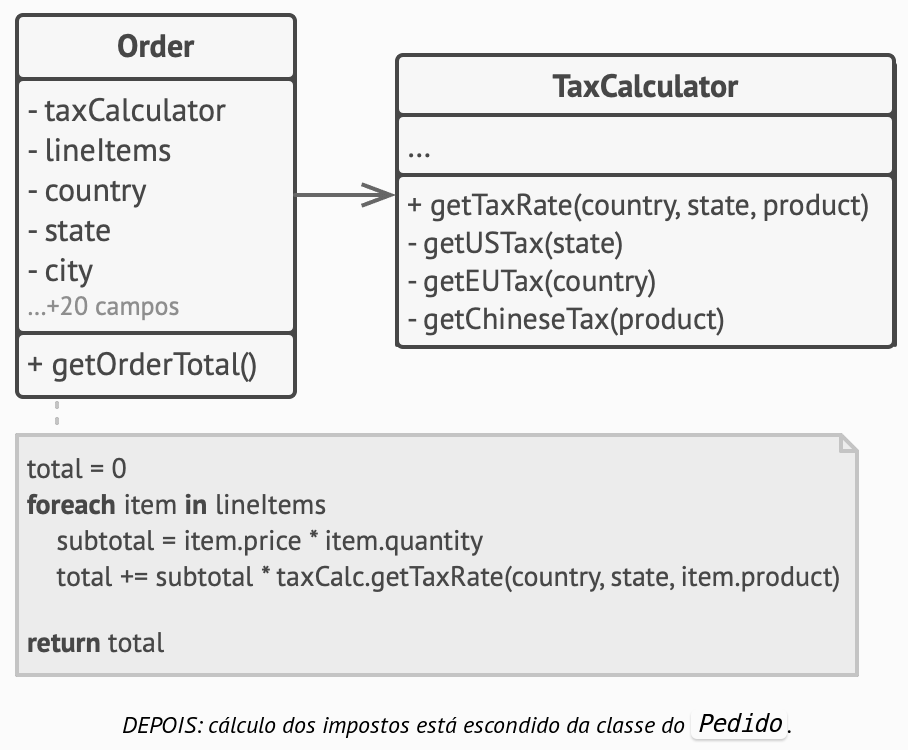 Order
- taxCalculator
- lineItems
- country
- state
- city
...+20 campos
+ getOrderTotal()
TaxCalculator
...
+ getTaxRate(country, state, product)
- getUSTax(state)
- getEUTax(country)
- getChineseTax(product)
total = 0
foreach item in lineItems
subtotal = item.price * item.quantity
total += subtotal * taxCalc.getTaxRate(country, state, item.product)
return total
DEPOIS: cálculo dos impostos está escondido da classe do Pedido.